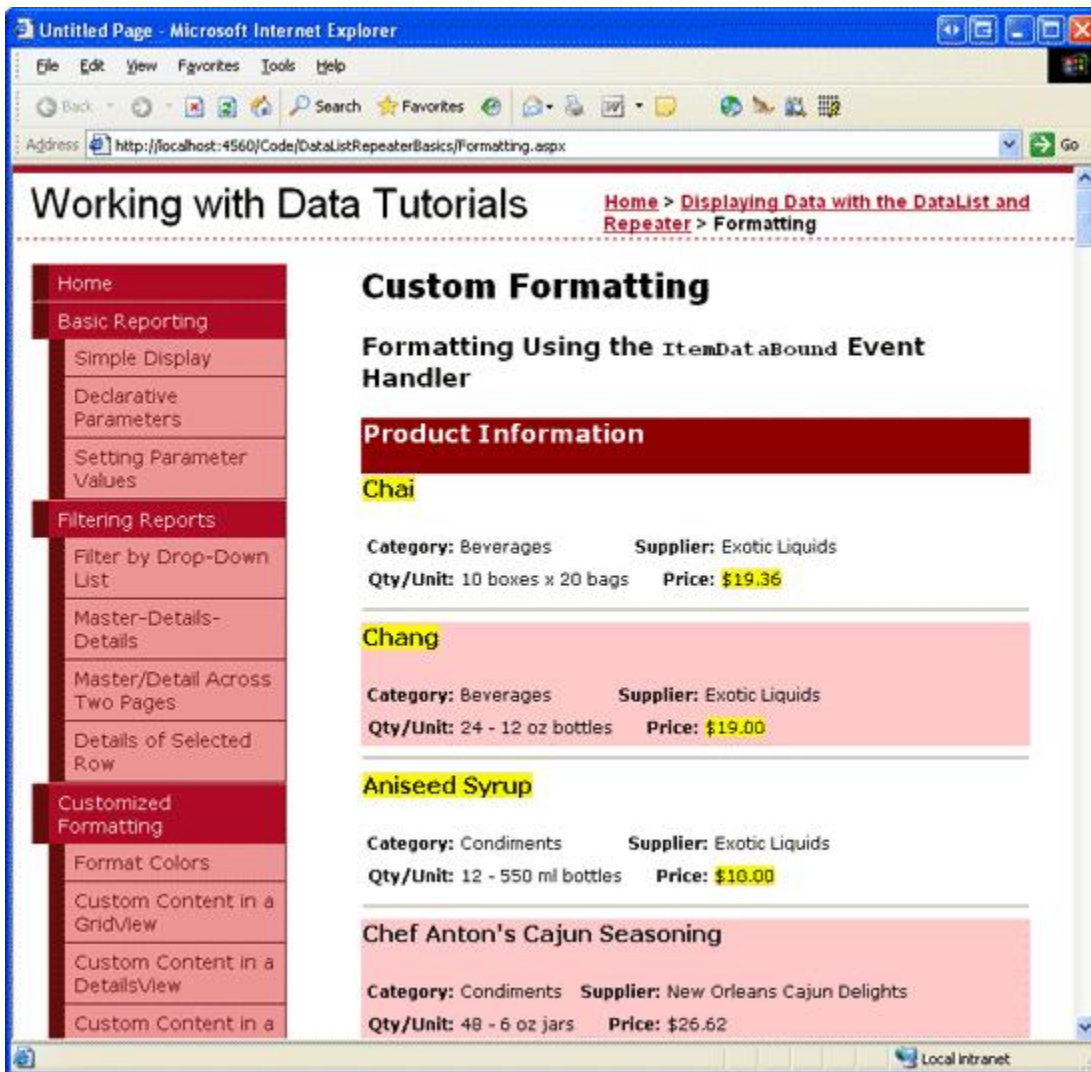 Untitled Page - Microsoft Internet Explorer
File Edit View Favorites Tools Help
Back Search Favorites
Address http://localhost:4560/Code/DataListRepeaterBasics/Formatting.aspx Go
Working with Data Tutorials
Home > Displaying Data with the DataList and
Repeater > Formatting
Home
Basic Reporting
Simple Display
Declarative
Parameters
Setting Parameter
Values
Filtering Reports
Filter by Drop-Down
List
Master-Details-
Details
Master/Detail Across
Two Pages
Details of Selected
Row
Customized
Formatting
Format Colors
Custom Content in a
GridView
Custom Content in a
DetailsView
Custom Content in a
Custom Formatting
Formatting Using the ItemDataBound Event
Handler
Product Information
Chai
Category: Beverages Supplier: Exotic Liquids
Qty/Unit: 10 boxes x 20 bags Price: $19.36
Chang
Category: Beverages Supplier: Exotic Liquids
Qty/Unit: 24 - 12 oz bottles Price: $19.00
Aniseed Syrup
Category: Condiments Supplier: Exotic Liquids
Qty/Unit: 12 - 550 ml bottles Price: $10.00
Chef Anton's Cajun Seasoning
Category: Condiments Supplier: New Orleans Cajun Delights
Qty/Unit: 48 - 6 oz jars Price: $26.62
Local intranet